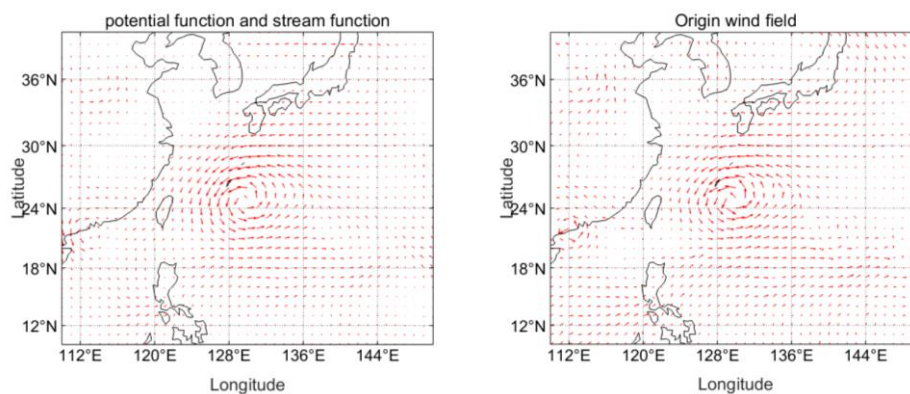 potential function and stream function
36°N
30°N
24°N
18°N
12°N
Latitude
112°E 120°E 128°E 136°E 144°E
Longitude
Origin wind field
36°N
30°N
24°N
18°N
12°N
Latitude
112°E 120°E 128°E 136°E 144°E
Longitude